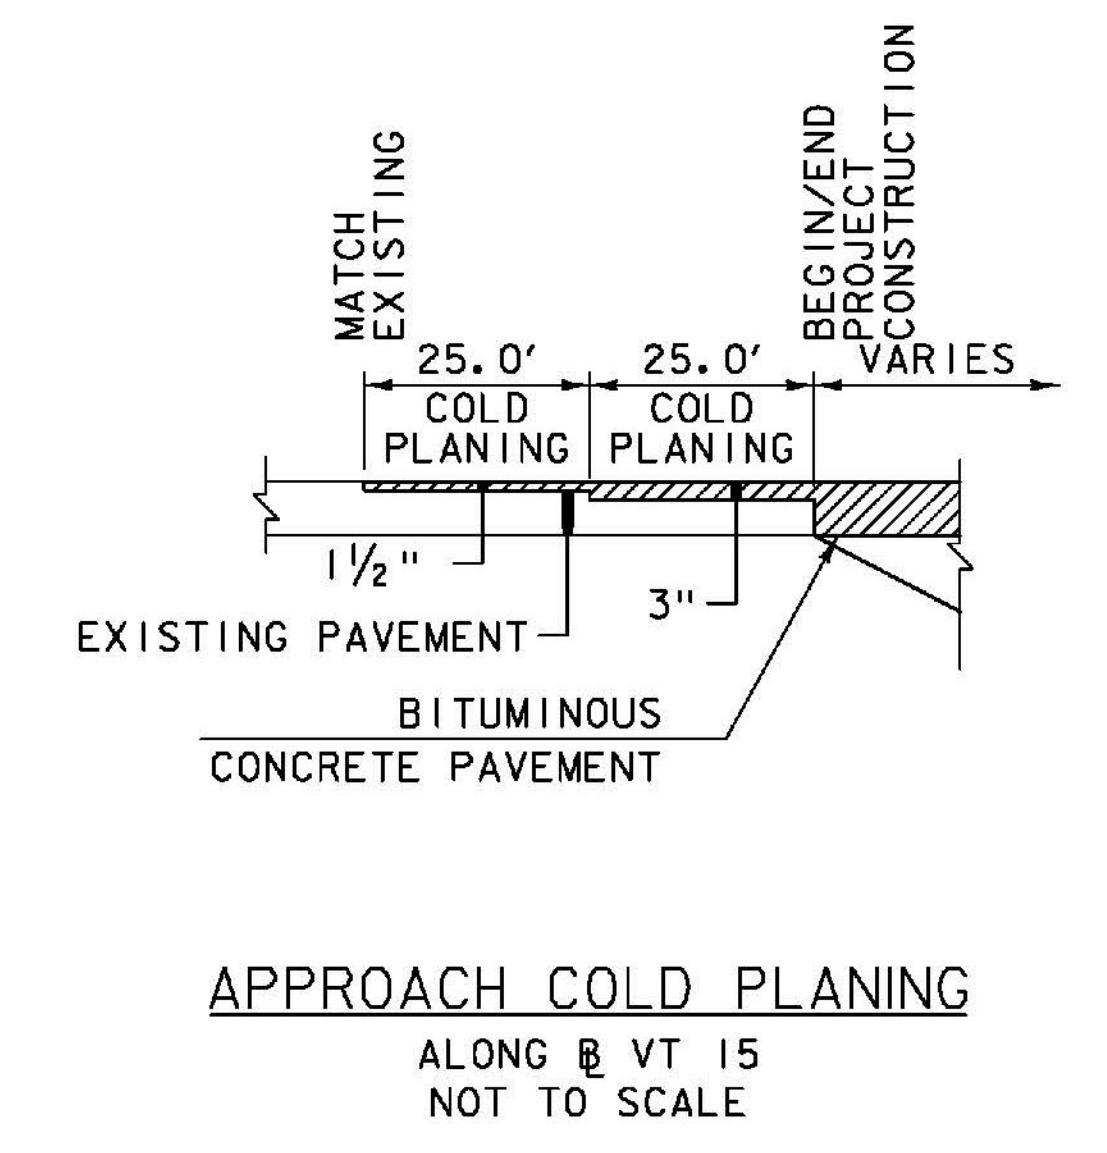 MATCH
EXISTING
BEGIN/END
PROJECT
CONSTRUCTION
25.0'
25.0'
VARIES
COLD
PLANING
COLD
PLANING
1½"
3"
EXISTING PAVEMENT
BITUMINOUS
CONCRETE PAVEMENT
APPROACH COLD PLANING
ALONG BL VT 15
NOT TO SCALE